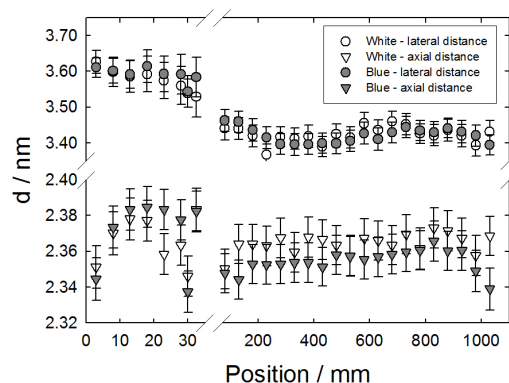 3.70
3.60
3.50
3.40
2.40
2.38
2.36
2.34
2.32
d / nm
White - lateral distance
White - axial distance
Blue - lateral distance
Blue - axial distance
0 10 20 30 200 400 600 800 1000
Position / mm